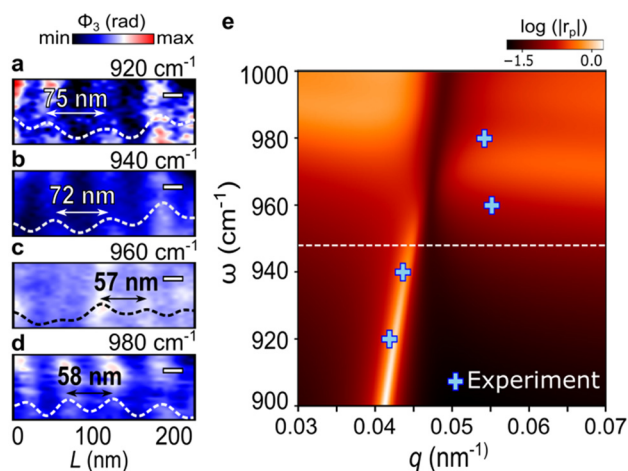 Φ₃ (rad)
min max
a 920 cm⁻¹
75 nm
b 940 cm⁻¹
72 nm
c 960 cm⁻¹
57 nm
d 980 cm⁻¹
58 nm
0 100 200
L (nm)
e log (|rₚ|)
−1.5 0.0
1000
980
960
940
920
900
ω (cm⁻¹)
Experiment
0.03 0.04 0.05 0.06 0.07
q (nm⁻¹)